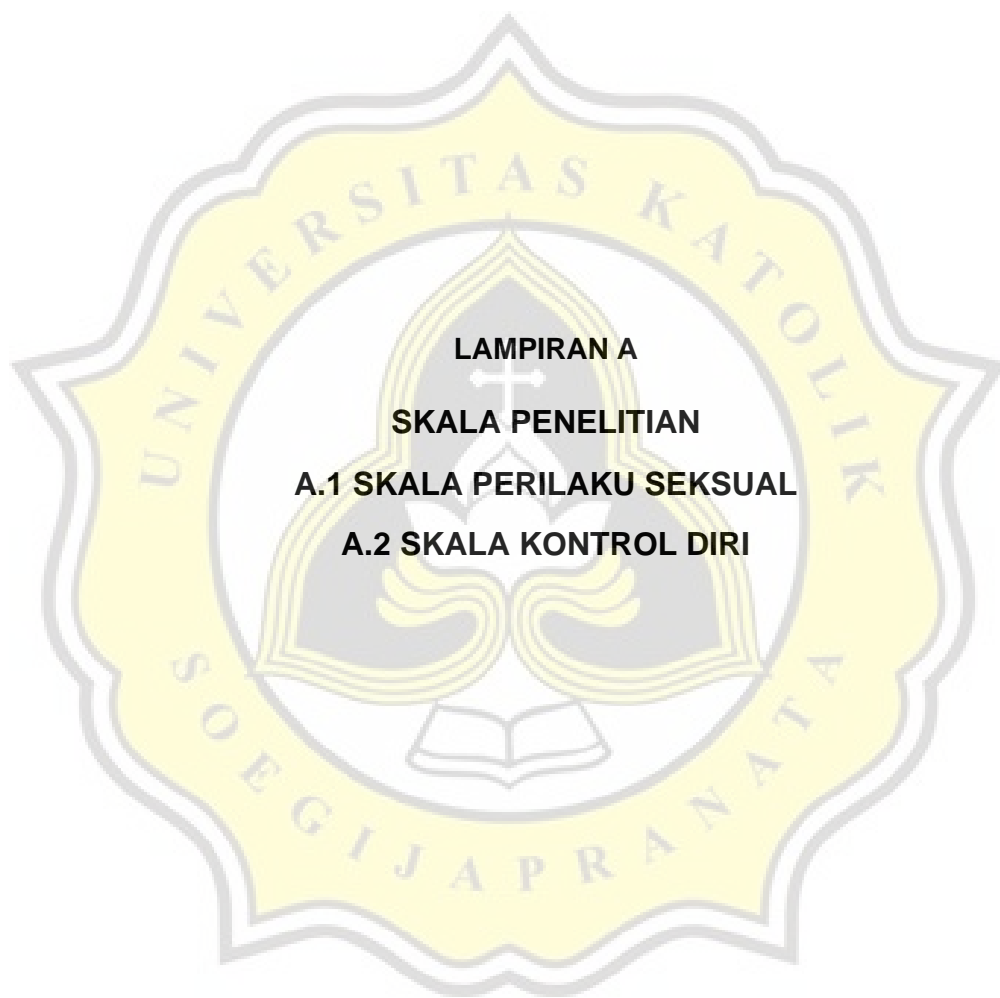 UNIVERSITAS KATOLIK
LAMPIRAN A
SKALA PENELITIAN
A.1 SKALA PERILAKU SEKSUAL
A.2 SKALA KONTROL DIRI
SOEGIJAPRANATA